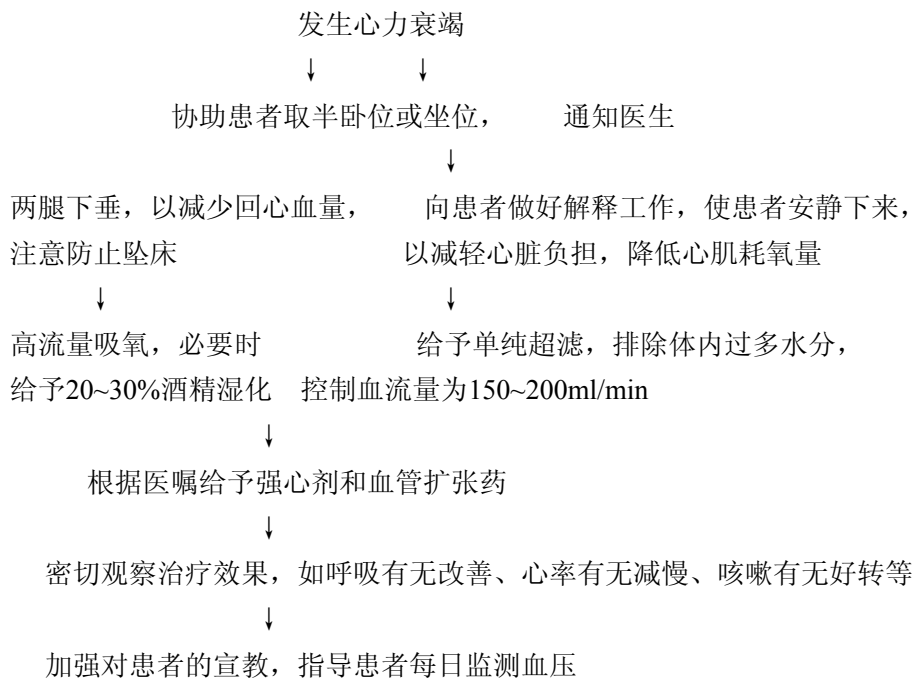 发生心力衰竭
↓ ↓
协助患者取半卧位或坐位， 通知医生
↓
两腿下垂，以减少回心血量， 向患者做好解释工作，使患者安静下来，
注意防止坠床 以减轻心脏负担，降低心肌耗氧量
↓ ↓
高流量吸氧，必要时 给予单纯超滤，排除体内过多水分，
给予20~30%酒精湿化 控制血流量为150~200ml/min
↓
根据医嘱给予强心剂和血管扩张药
↓
密切观察治疗效果，如呼吸有无改善、心率有无减慢、咳嗽有无好转等
↓
加强对患者的宣教，指导患者每日监测血压